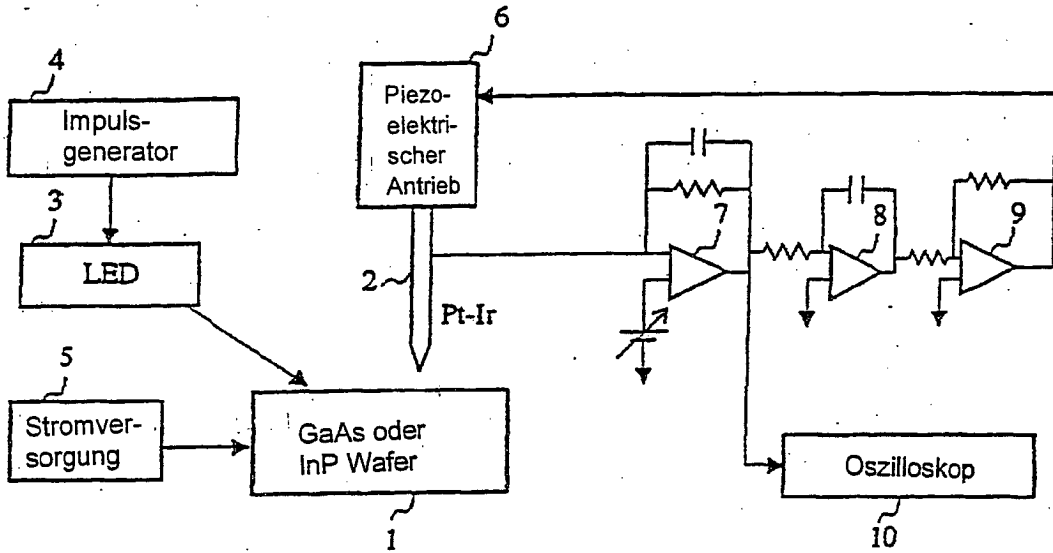 4
Impuls-
generator
3
LED
5
Stromver-
sorgung
6
Piezo-
elektri-
scher
Antrieb
2
Pt-Ir
GaAs oder
InP Wafer
1
7
8
9
Oszilloskop
10